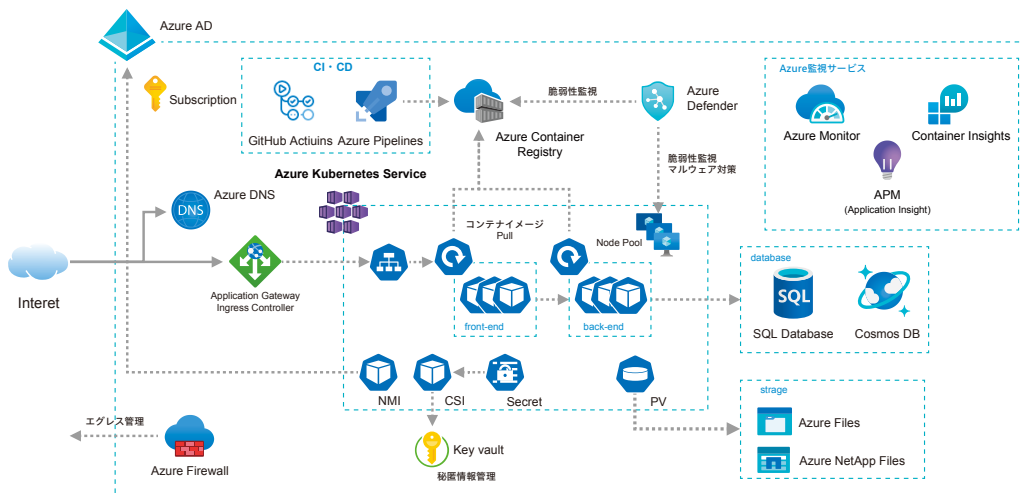 Azure AD
Subscription
CI・CD
GitHub Actiuins
Azure Pipelines
Azure Container
Registry
脆弱性監視
Azure
Defender
脆弱性監視
マルウェア対策
Azure監視サービス
Azure Monitor
Container Insights
APM
(Application Insight)
Azure Kubernetes Service
DNS
Azure DNS
Interet
Application Gateway
Ingress Controller
コンテナイメージ
Pull
Node Pool
front-end
back-end
database
SQL
SQL Database
Cosmos DB
NMI
CSI
Secret
PV
strage
Azure Files
Azure NetApp Files
エグレス管理
Azure Firewall
Key vault
秘匿情報管理